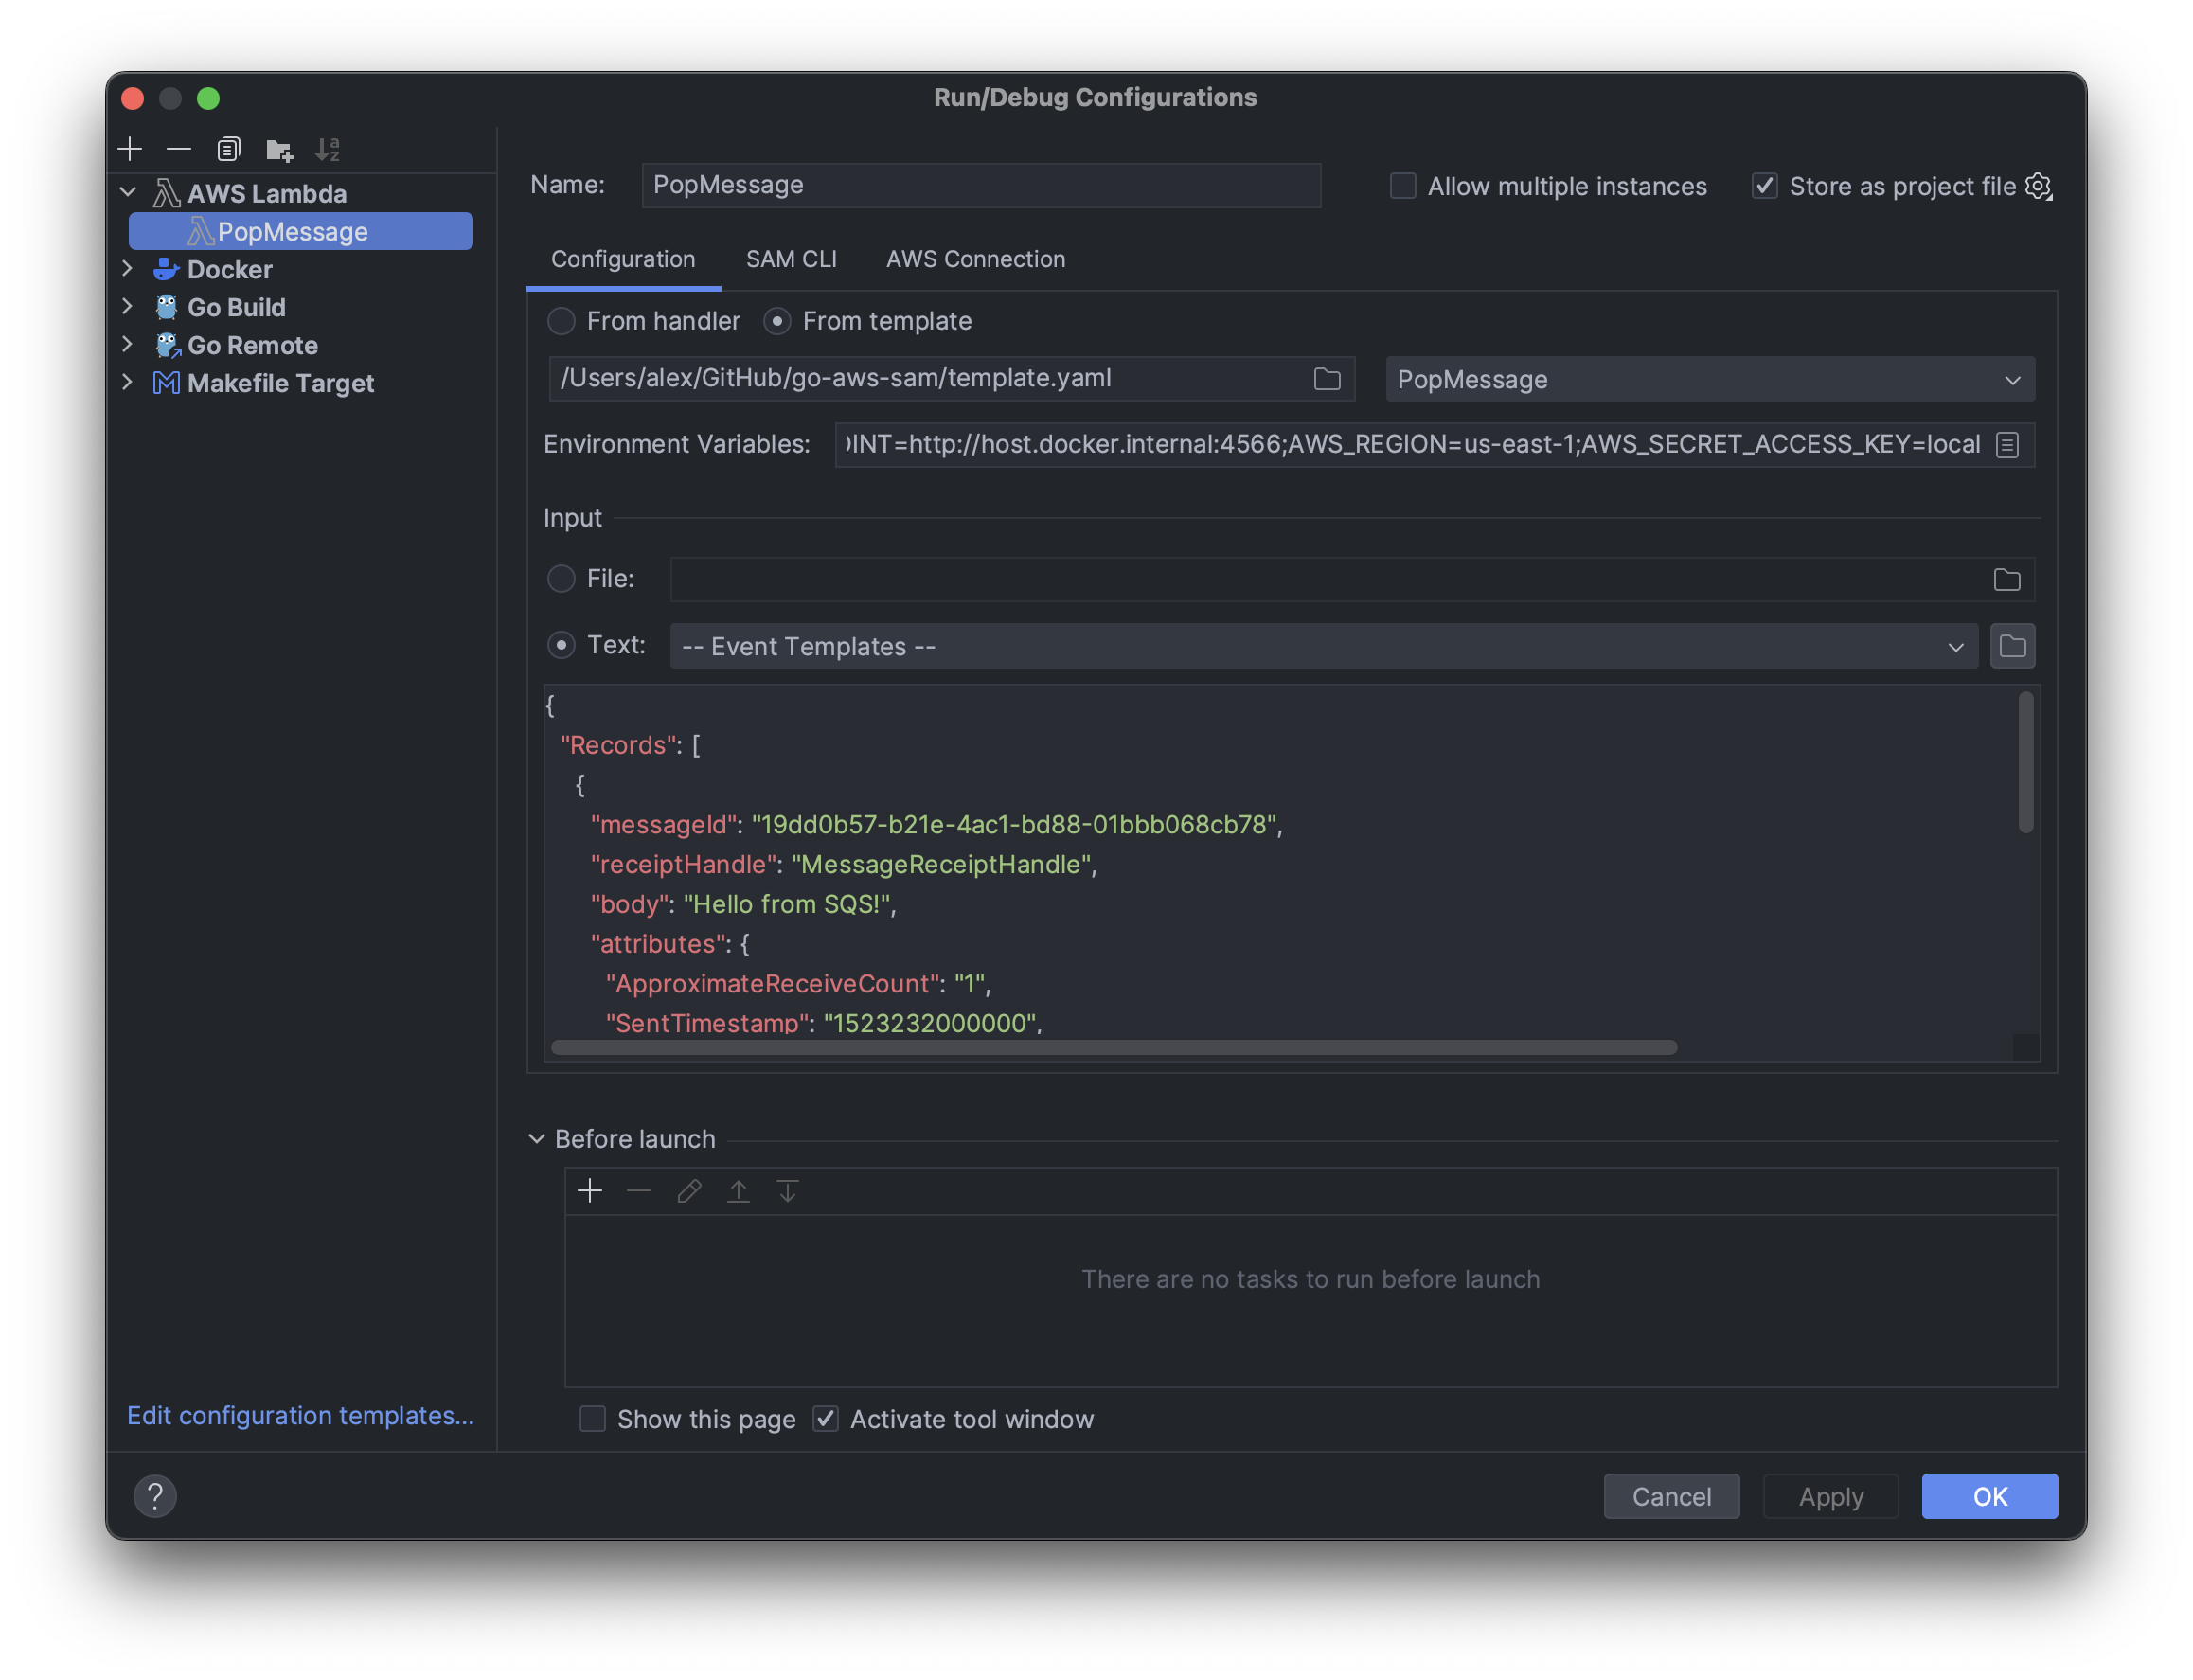 Run/Debug Configurations
AWS Lambda
PopMessage
Docker
Go Build
Go Remote
Makefile Target
Edit configuration templates...
Name: PopMessage
Allow multiple instances
Store as project file
Configuration SAM CLI AWS Connection
From handler From template
/Users/alex/GitHub/go-aws-sam/template.yaml PopMessage
Environment Variables: OINT=http://host.docker.internal:4566;AWS_REGION=us-east-1;AWS_SECRET_ACCESS_KEY=local
Input
File:
Text: -- Event Templates --
{
"Records": [
{
"messageId": "19dd0b57-b21e-4ac1-bd88-01bbb068cb78",
"receiptHandle": "MessageReceiptHandle",
"body": "Hello from SQS!",
"attributes": {
"ApproximateReceiveCount": "1",
"SentTimestamp": "1523232000000",
Before launch
There are no tasks to run before launch
Show this page Activate tool window
? Cancel Apply OK